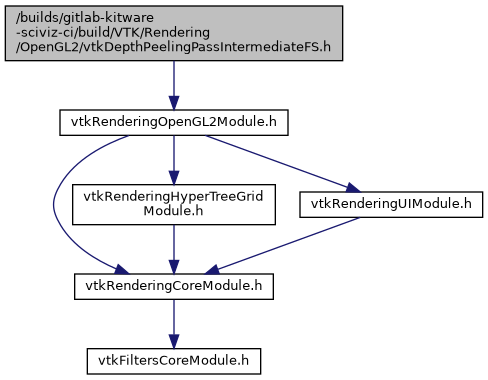 /builds/gitlab-kitware
-sciviz-ci/build/VTK/Rendering
/OpenGL2/vtkDepthPeelingPassIntermediateFS.h
vtkRenderingOpenGL2Module.h
vtkRenderingHyperTreeGrid
Module.h
vtkRenderingUIModule.h
vtkRenderingCoreModule.h
vtkFiltersCoreModule.h